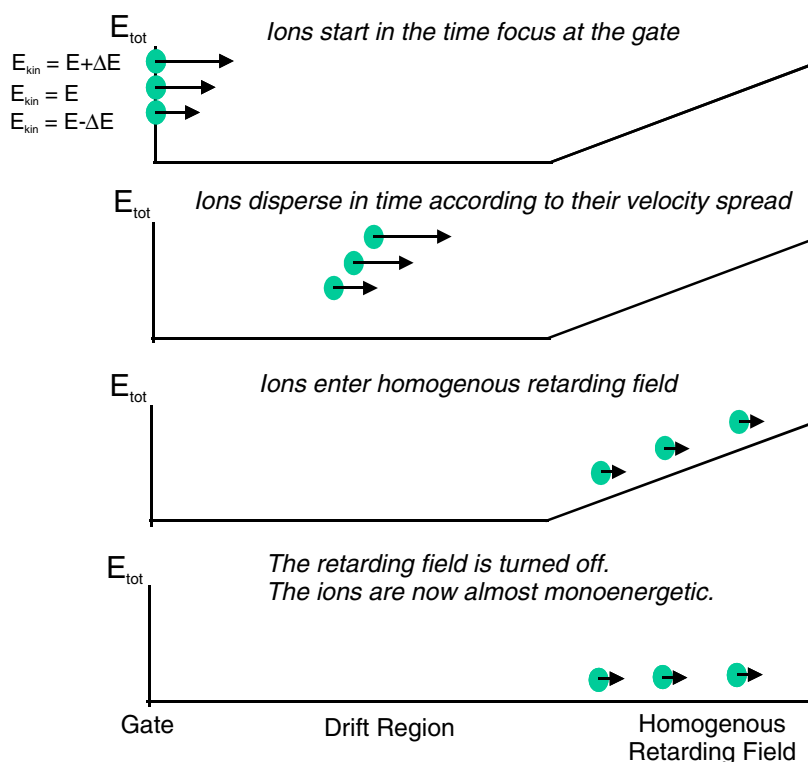 E_tot
Ions start in the time focus at the gate
E_kin = E+ΔE
E_kin = E
E_kin = E-ΔE
E_tot
Ions disperse in time according to their velocity spread
E_tot
Ions enter homogenous retarding field
E_tot
The retarding field is turned off.
The ions are now almost monoenergetic.
Gate
Drift Region
Homogenous
Retarding Field